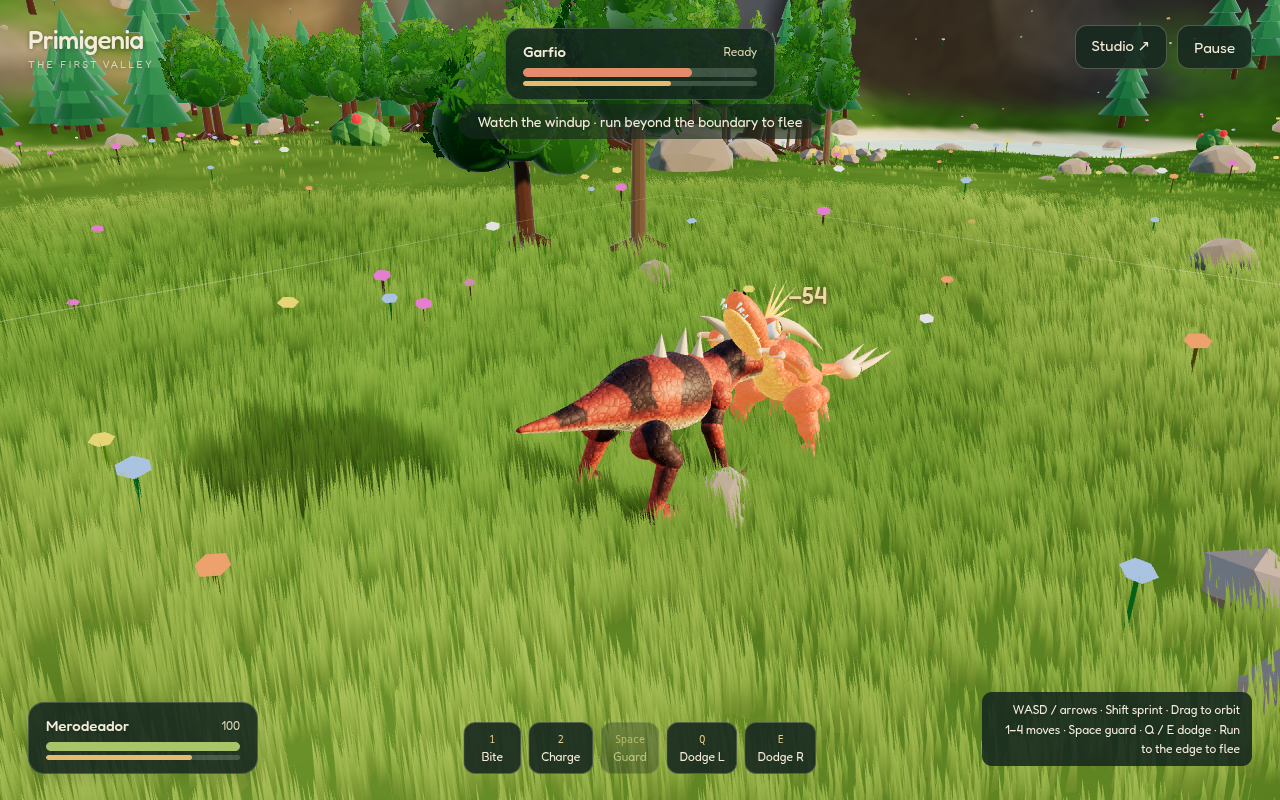 Primigenia
THE FIRST VALLEY
Garfio
Ready
Watch the windup · run beyond the boundary to flee
Studio ↗
Pause
–54
Merodeador
100
1
Bite
2
Charge
Space
Guard
Q
Dodge L
E
Dodge R
WASD / arrows · Shift sprint · Drag to orbit
1–4 moves · Space guard · Q / E dodge · Run
to the edge to flee